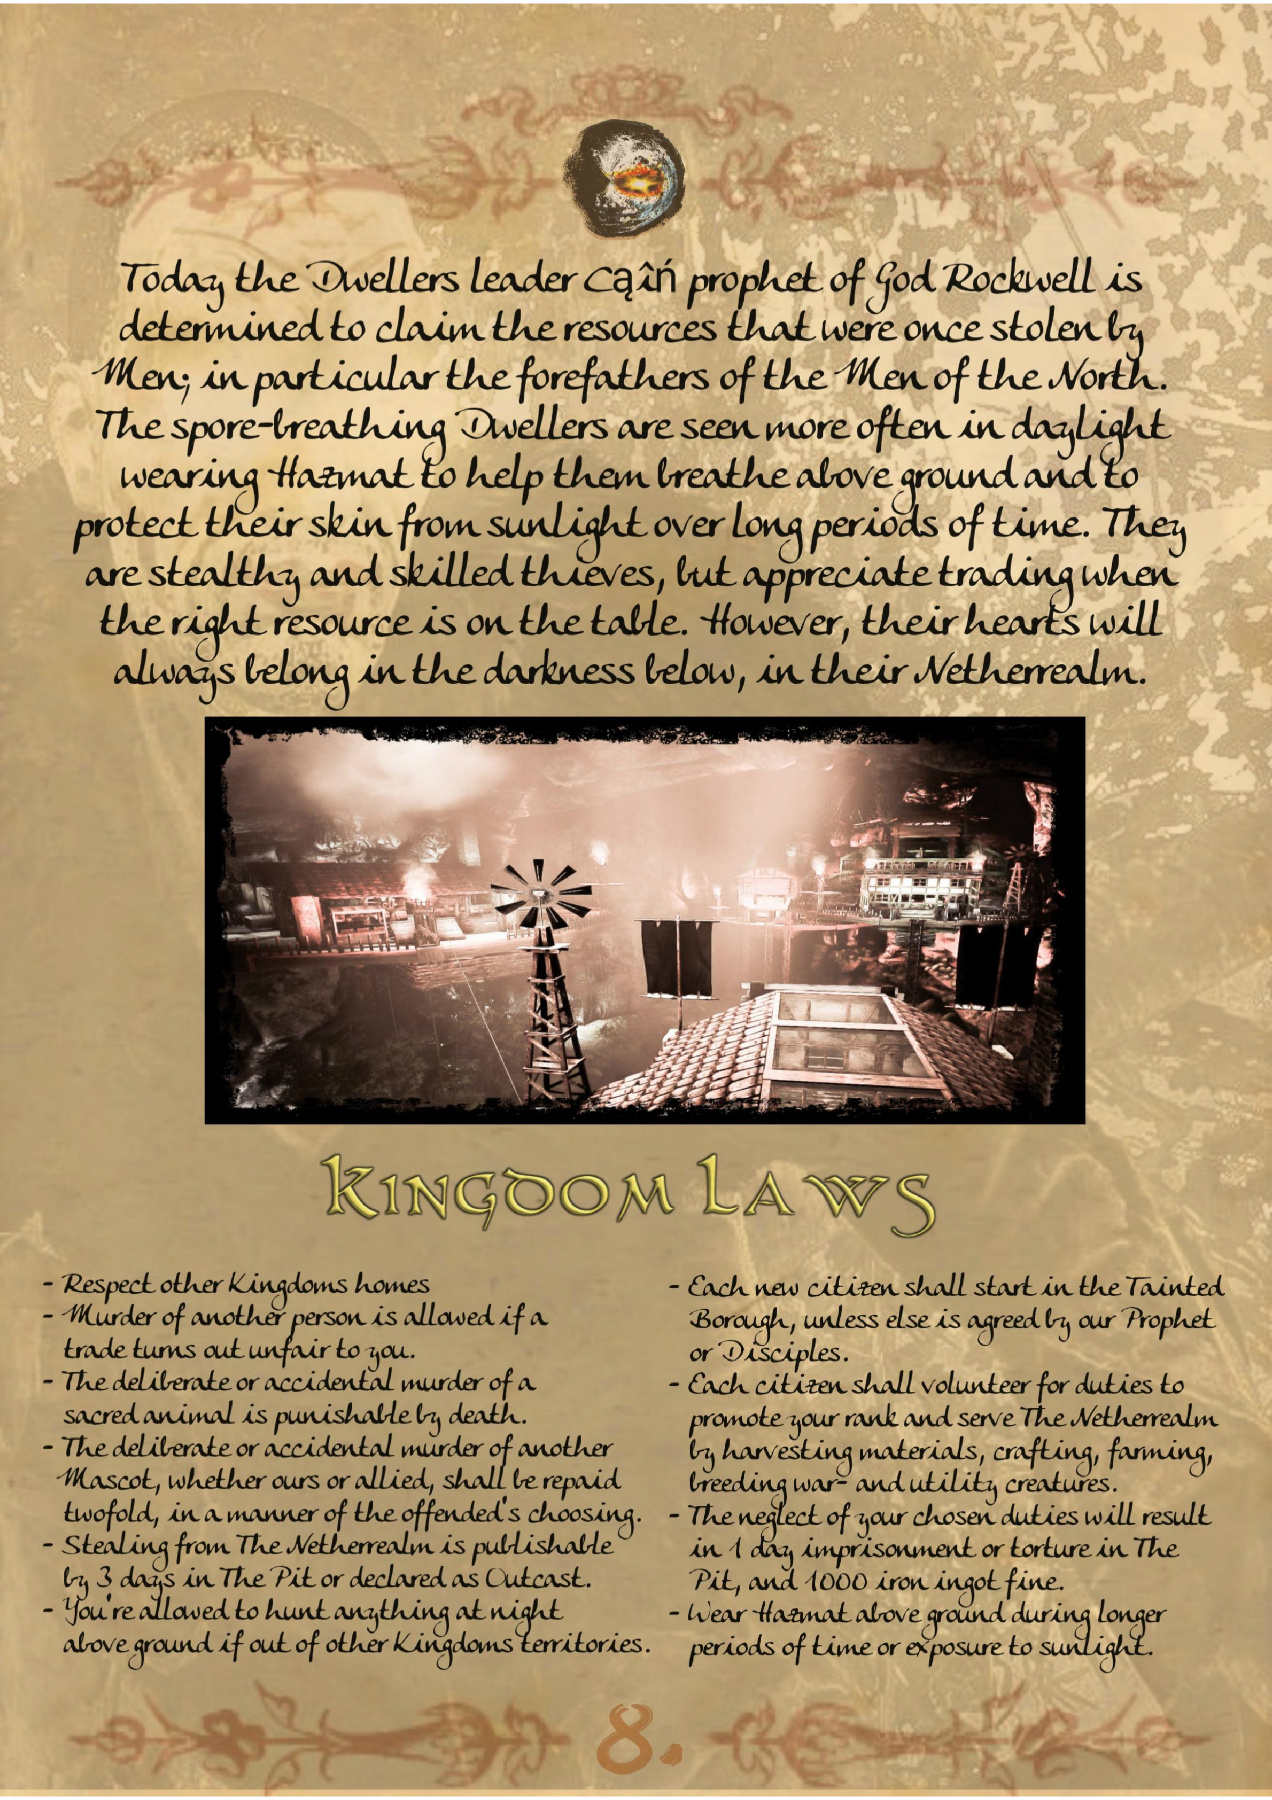 Today the Dwellers leader Cąîń prophet of God Rockwell is
determined to claim the resources that were once stolen by
Men; in particular the forefathers of the Men of the North.
The spore-breathing Dwellers are seen more often in daylight
wearing Hazmat to help them breathe above ground and to
protect their skin from sunlight over long periods of time. They
are stealthy and skilled thieves, but appreciate trading when
the right resource is on the table. However, their hearts will
always belong in the darkness below, in their Netherrealm.
Kingdom Laws
- Respect other Kingdoms homes
- Murder of another person is allowed if a
trade turns out unfair to you.
- The deliberate or accidental murder of a
sacred animal is punishable by death.
- The deliberate or accidental murder of another
Mascot, whether ours or allied, shall be repaid
twofold, in a manner of the offended's choosing.
- Stealing from The Netherrealm is publishable
by 3 days in The Pit or declared as Outcast.
- You're allowed to hunt anything at night
above ground if out of other Kingdoms territories.
- Each new citizen shall start in the Tainted
Borough, unless else is agreed by our Prophet
or Disciples.
- Each citizen shall volunteer for duties to
promote your rank and serve The Netherrealm
by harvesting materials, crafting, farming,
breeding war- and utility creatures.
- The neglect of your chosen duties will result
in 1 day imprisonment or torture in The
Pit, and 1000 iron ingot fine.
- Wear Hazmat above ground during longer
periods of time or exposure to sunlight.
8.